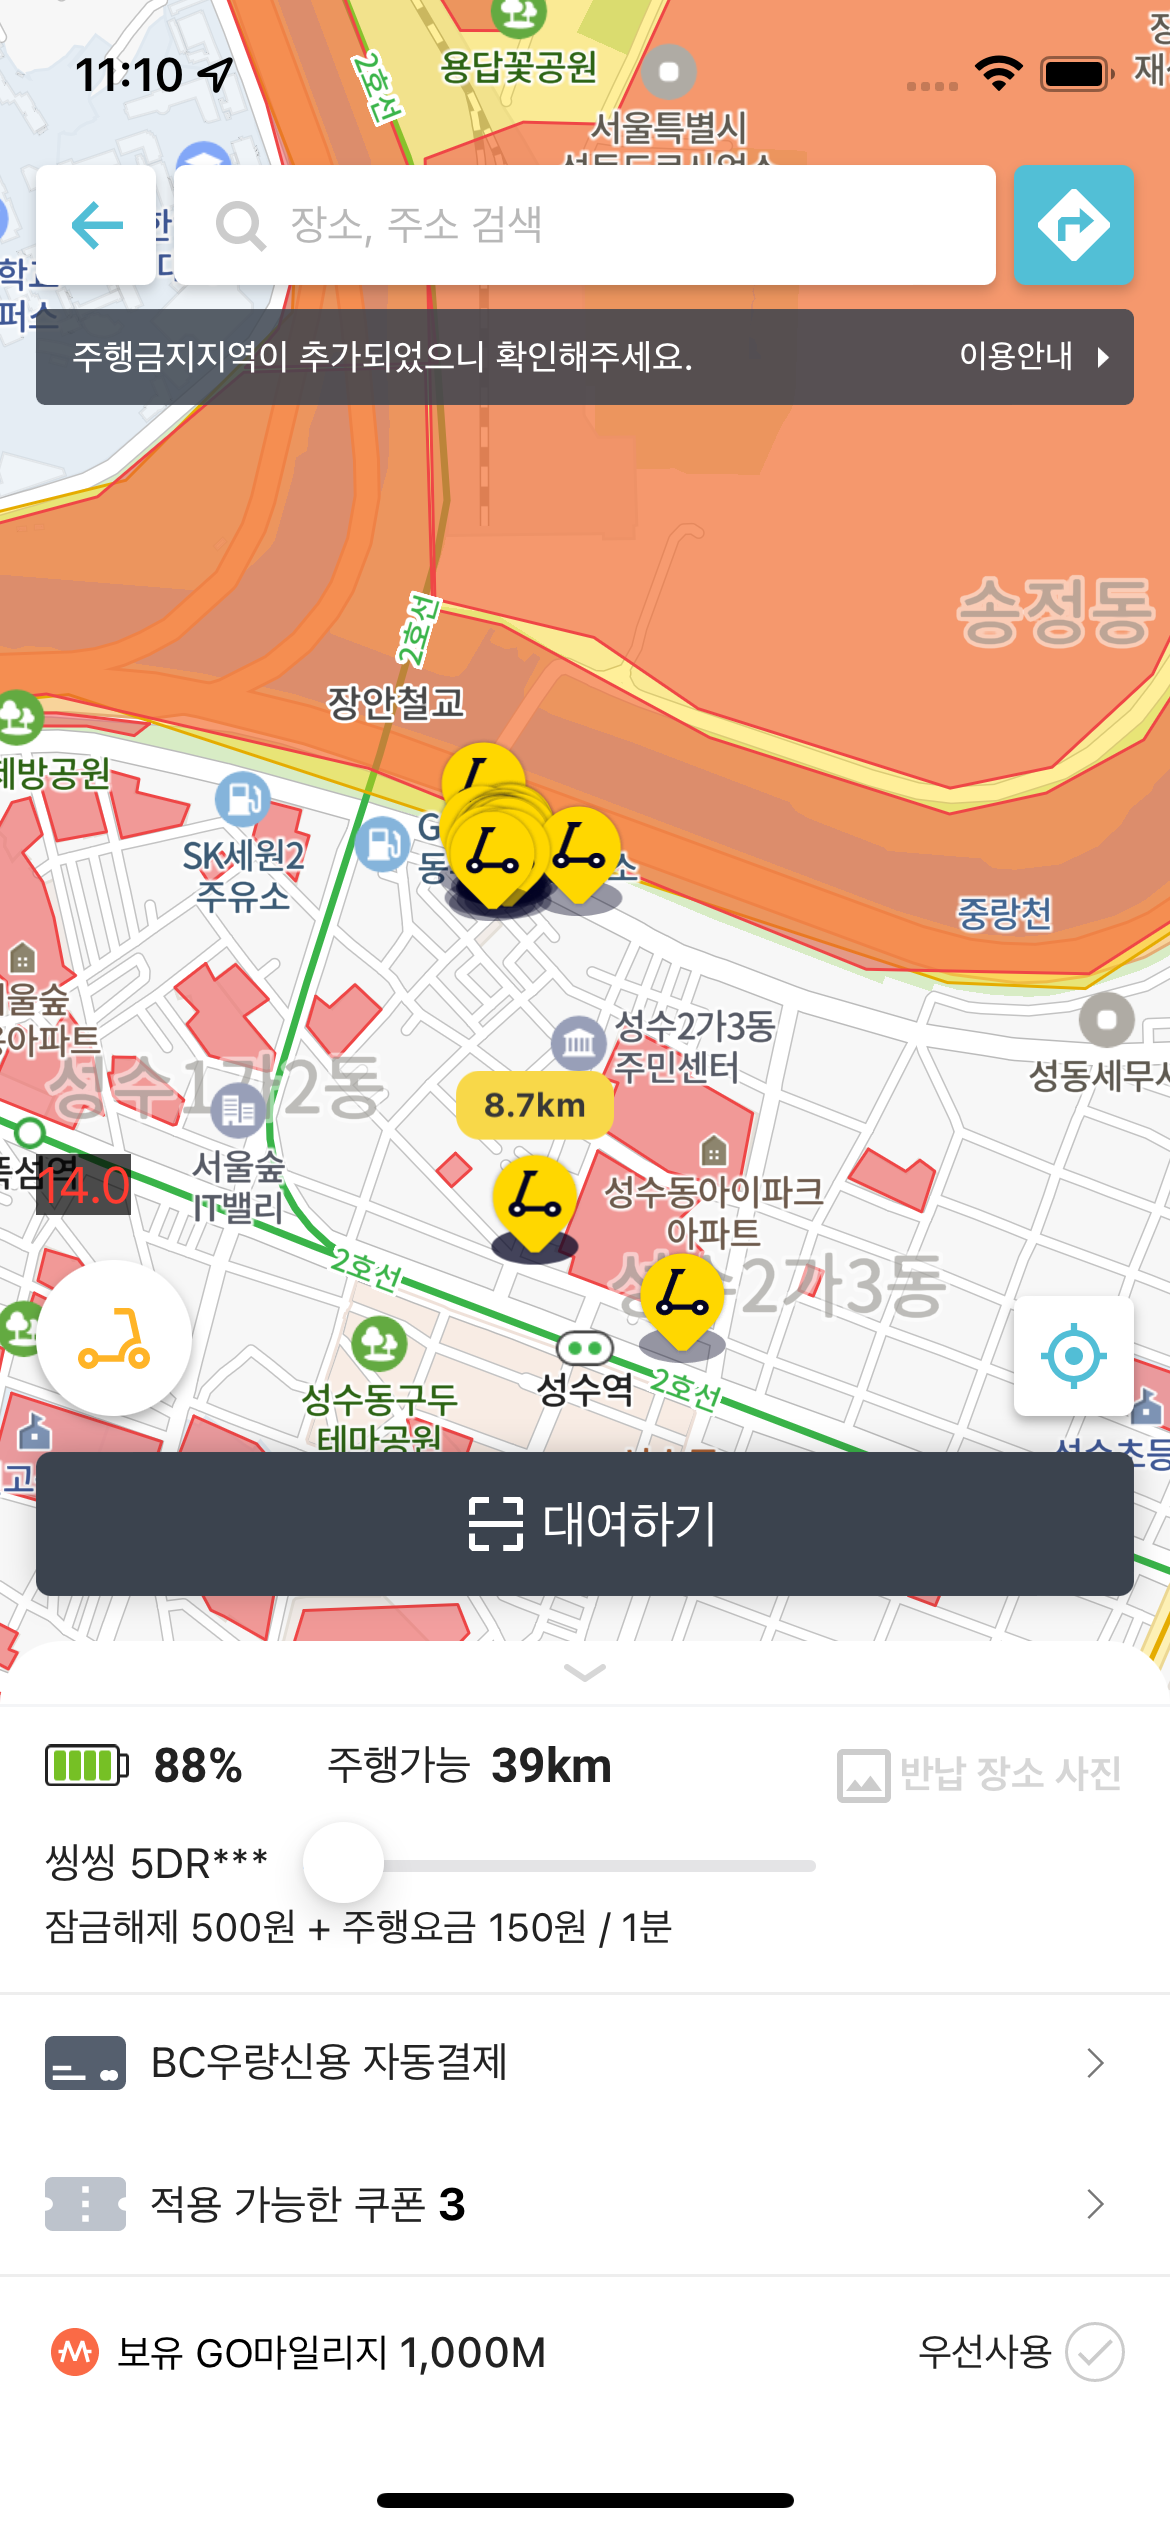 11:10
2호선
용답꽃공원
서울특별시
장소, 주소 검색
주행금지지역이 추가되었으니 확인해주세요.
이용안내
송정동
2호선
장안철교
제방공원
SK세원2
주유소
중랑천
성수2가3동
주민센터
성수1가2동
8.7km
14.0
서울숲
IT밸리
성수동아이파크
아파트
성수2가3동
2호선
성수동구두
테마공원
성수역
2호선
대여하기
88%
주행가능 39km
반납 장소 사진
씽씽 5DR***
잠금해제 500원 + 주행요금 150원 / 1분
BC우량신용 자동결제
적용 가능한 쿠폰 3
보유 GO마일리지 1,000M
우선사용